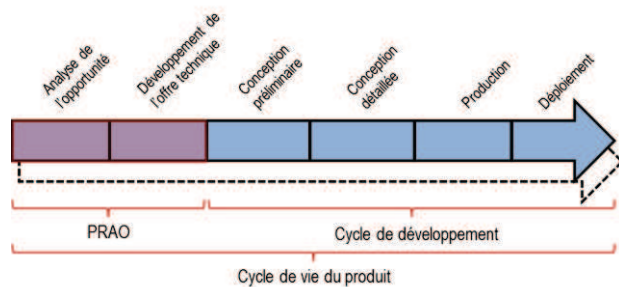 Analyse de
l'opportunité
Développement de
l'offre technique
Conception
préliminaire
Conception
détaillée
Production
Déploiement
PRAO
Cycle de développement
Cycle de vie du produit